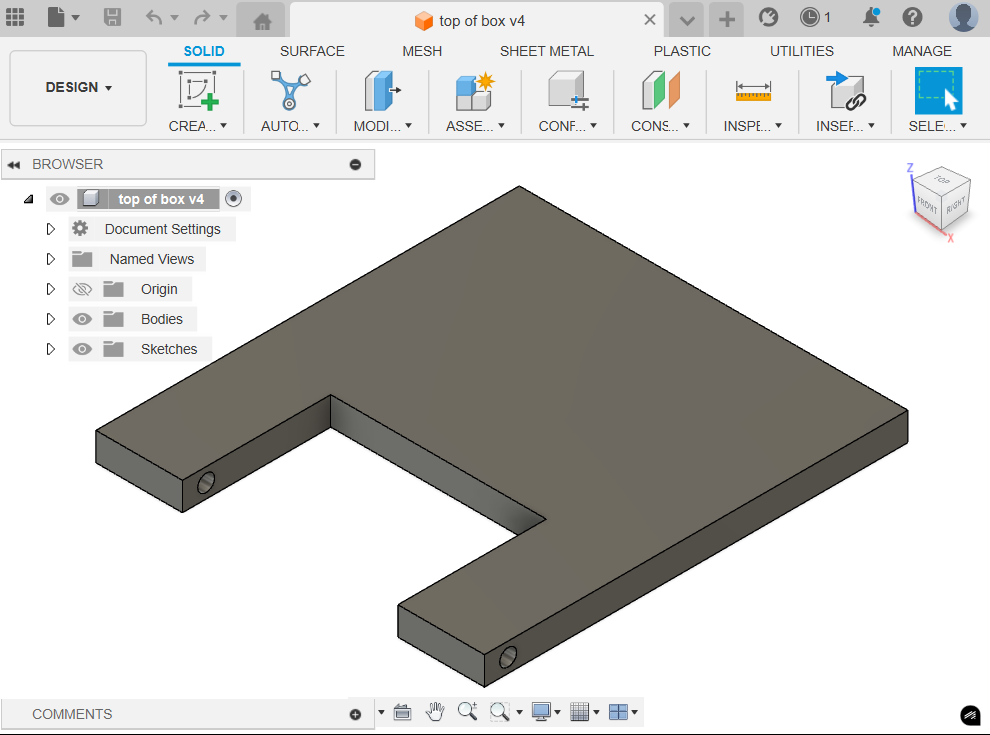 top of box v4
1
SOLID SURFACE MESH SHEET METAL PLASTIC UTILITIES MANAGE
DESIGN
CREA... AUTO... MODI... ASSE... CONF... CONS... INSPE... INSEF... SELE...
BROWSER
top of box v4
Document Settings
Named Views
Origin
Bodies
Sketches
Z
TOP
FRONT RIGHT
X
COMMENTS